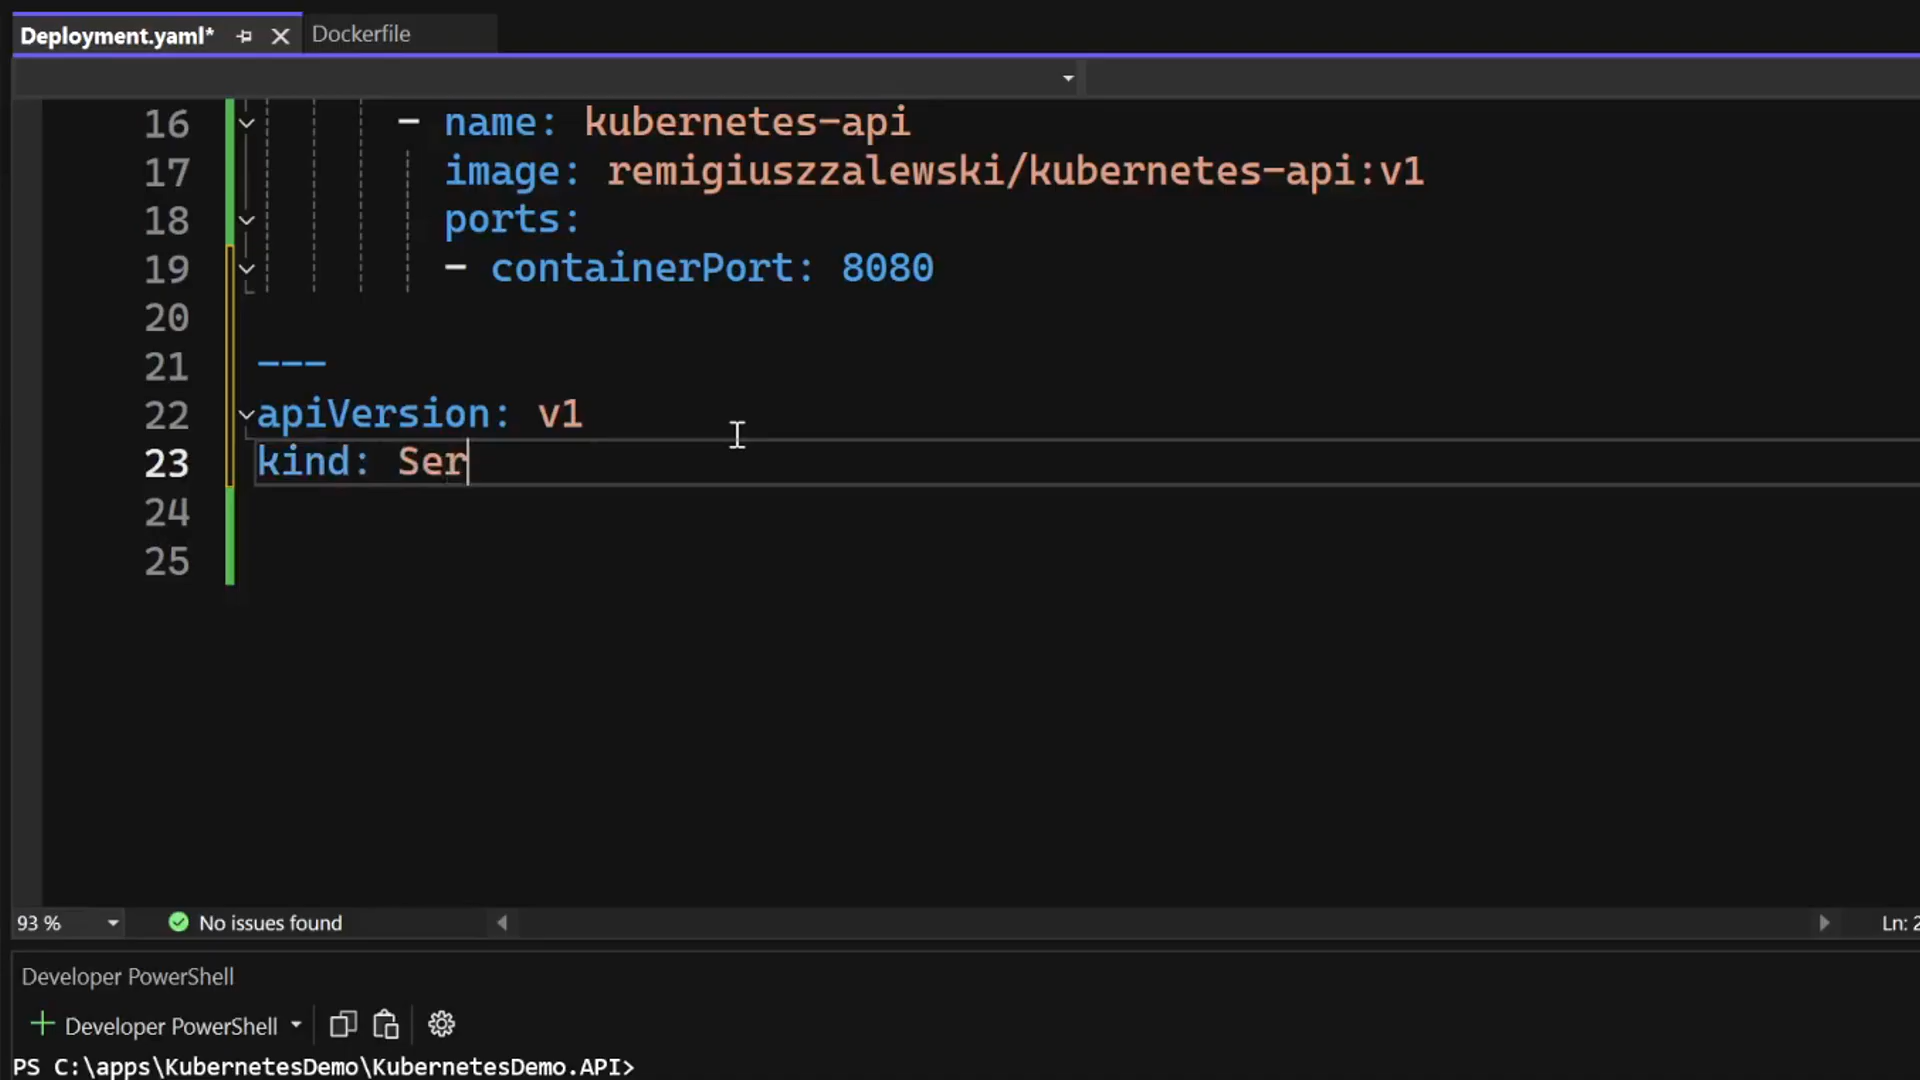 Deployment.yaml*
Dockerfile
16 - name: kubernetes-api
17 image: remigiuszzalewski/kubernetes-api:v1
18 ports:
19 - containerPort: 8080
20
21 ---
22 apiVersion: v1
23 kind: Ser
24
25
93 %
No issues found
Ln: 2
Developer PowerShell
Developer PowerShell
PS C:\apps\KubernetesDemo\KubernetesDemo.API>